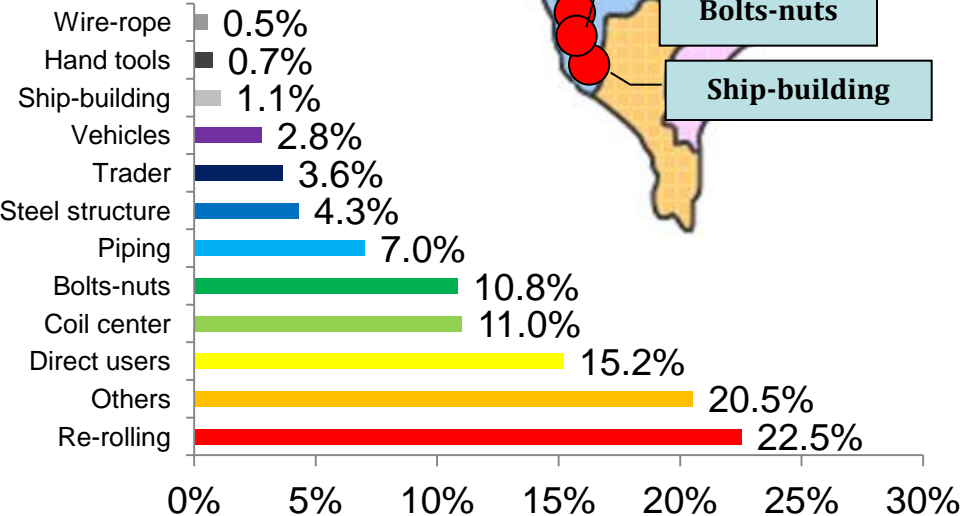 Wire-rope 0.5%
Bolts-nuts
Hand tools 0.7%
Ship-building 1.1%
Ship-building
Vehicles 2.8%
Trader 3.6%
Steel structure 4.3%
Piping 7.0%
Bolts-nuts 10.8%
Coil center 11.0%
Direct users 15.2%
Others 20.5%
Re-rolling 22.5%
0% 5% 10% 15% 20% 25% 30%